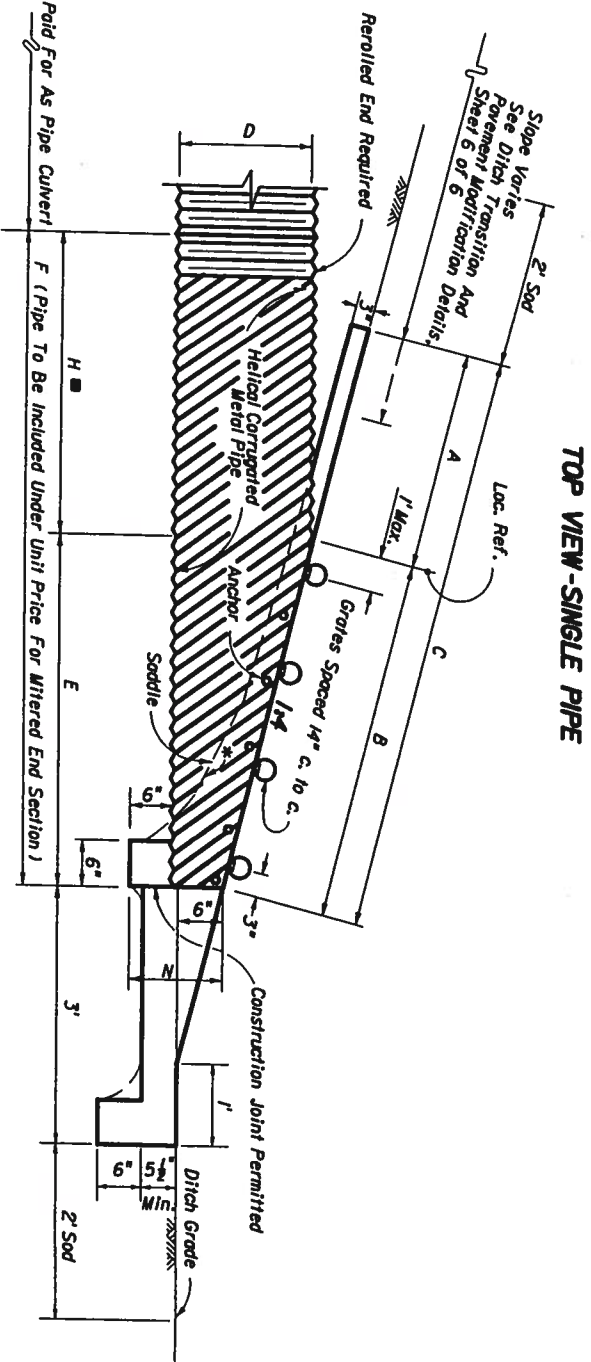 TOP VIEW-SINGLE PIPE
Slope Varies
See Ditch Transition And
Pavement Modification Details,
Sheet 6 of 6
2' Sod
Rerolled End Required
3"
A
Loc. Ref.
C
1' Max.
B
Grates Spaced 14" C. to C.
D
Helical Corrugated
Metal Pipe
Anchor
Saddle
1:4
*
3"
6"
6"
6"
N
Construction Joint Permitted
1'
Ditch Grade
6"
5½"
Min.
H ■
E
3'
2' Sod
Paid For As Pipe Culvert
F (Pipe To Be Included Under Unit Price For Mitered End Section)